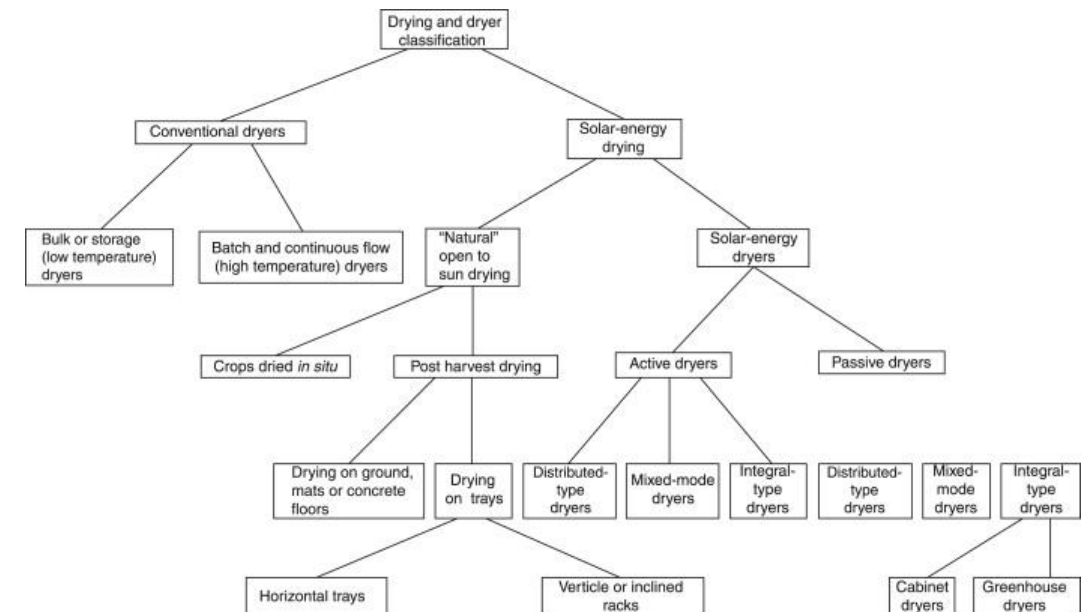 Drying and dryer
classification
Conventional dryers
Solar-energy
drying
Bulk or storage
(low temperature)
dryers
Batch and continuous flow
(high temperature) dryers
“Natural”
open to
sun drying
Solar-energy
dryers
Crops dried in situ
Post harvest drying
Active dryers
Passive dryers
Drying on ground,
mats or concrete
floors
Drying
on trays
Distributed-
type
dryers
Mixed-mode
dryers
Integral-
type
dryers
Distributed-
type
dryers
Mixed-
mode
dryers
Integral-
type
dryers
Horizontal trays
Verticle or inclined
racks
Cabinet
dryers
Greenhouse
dryers